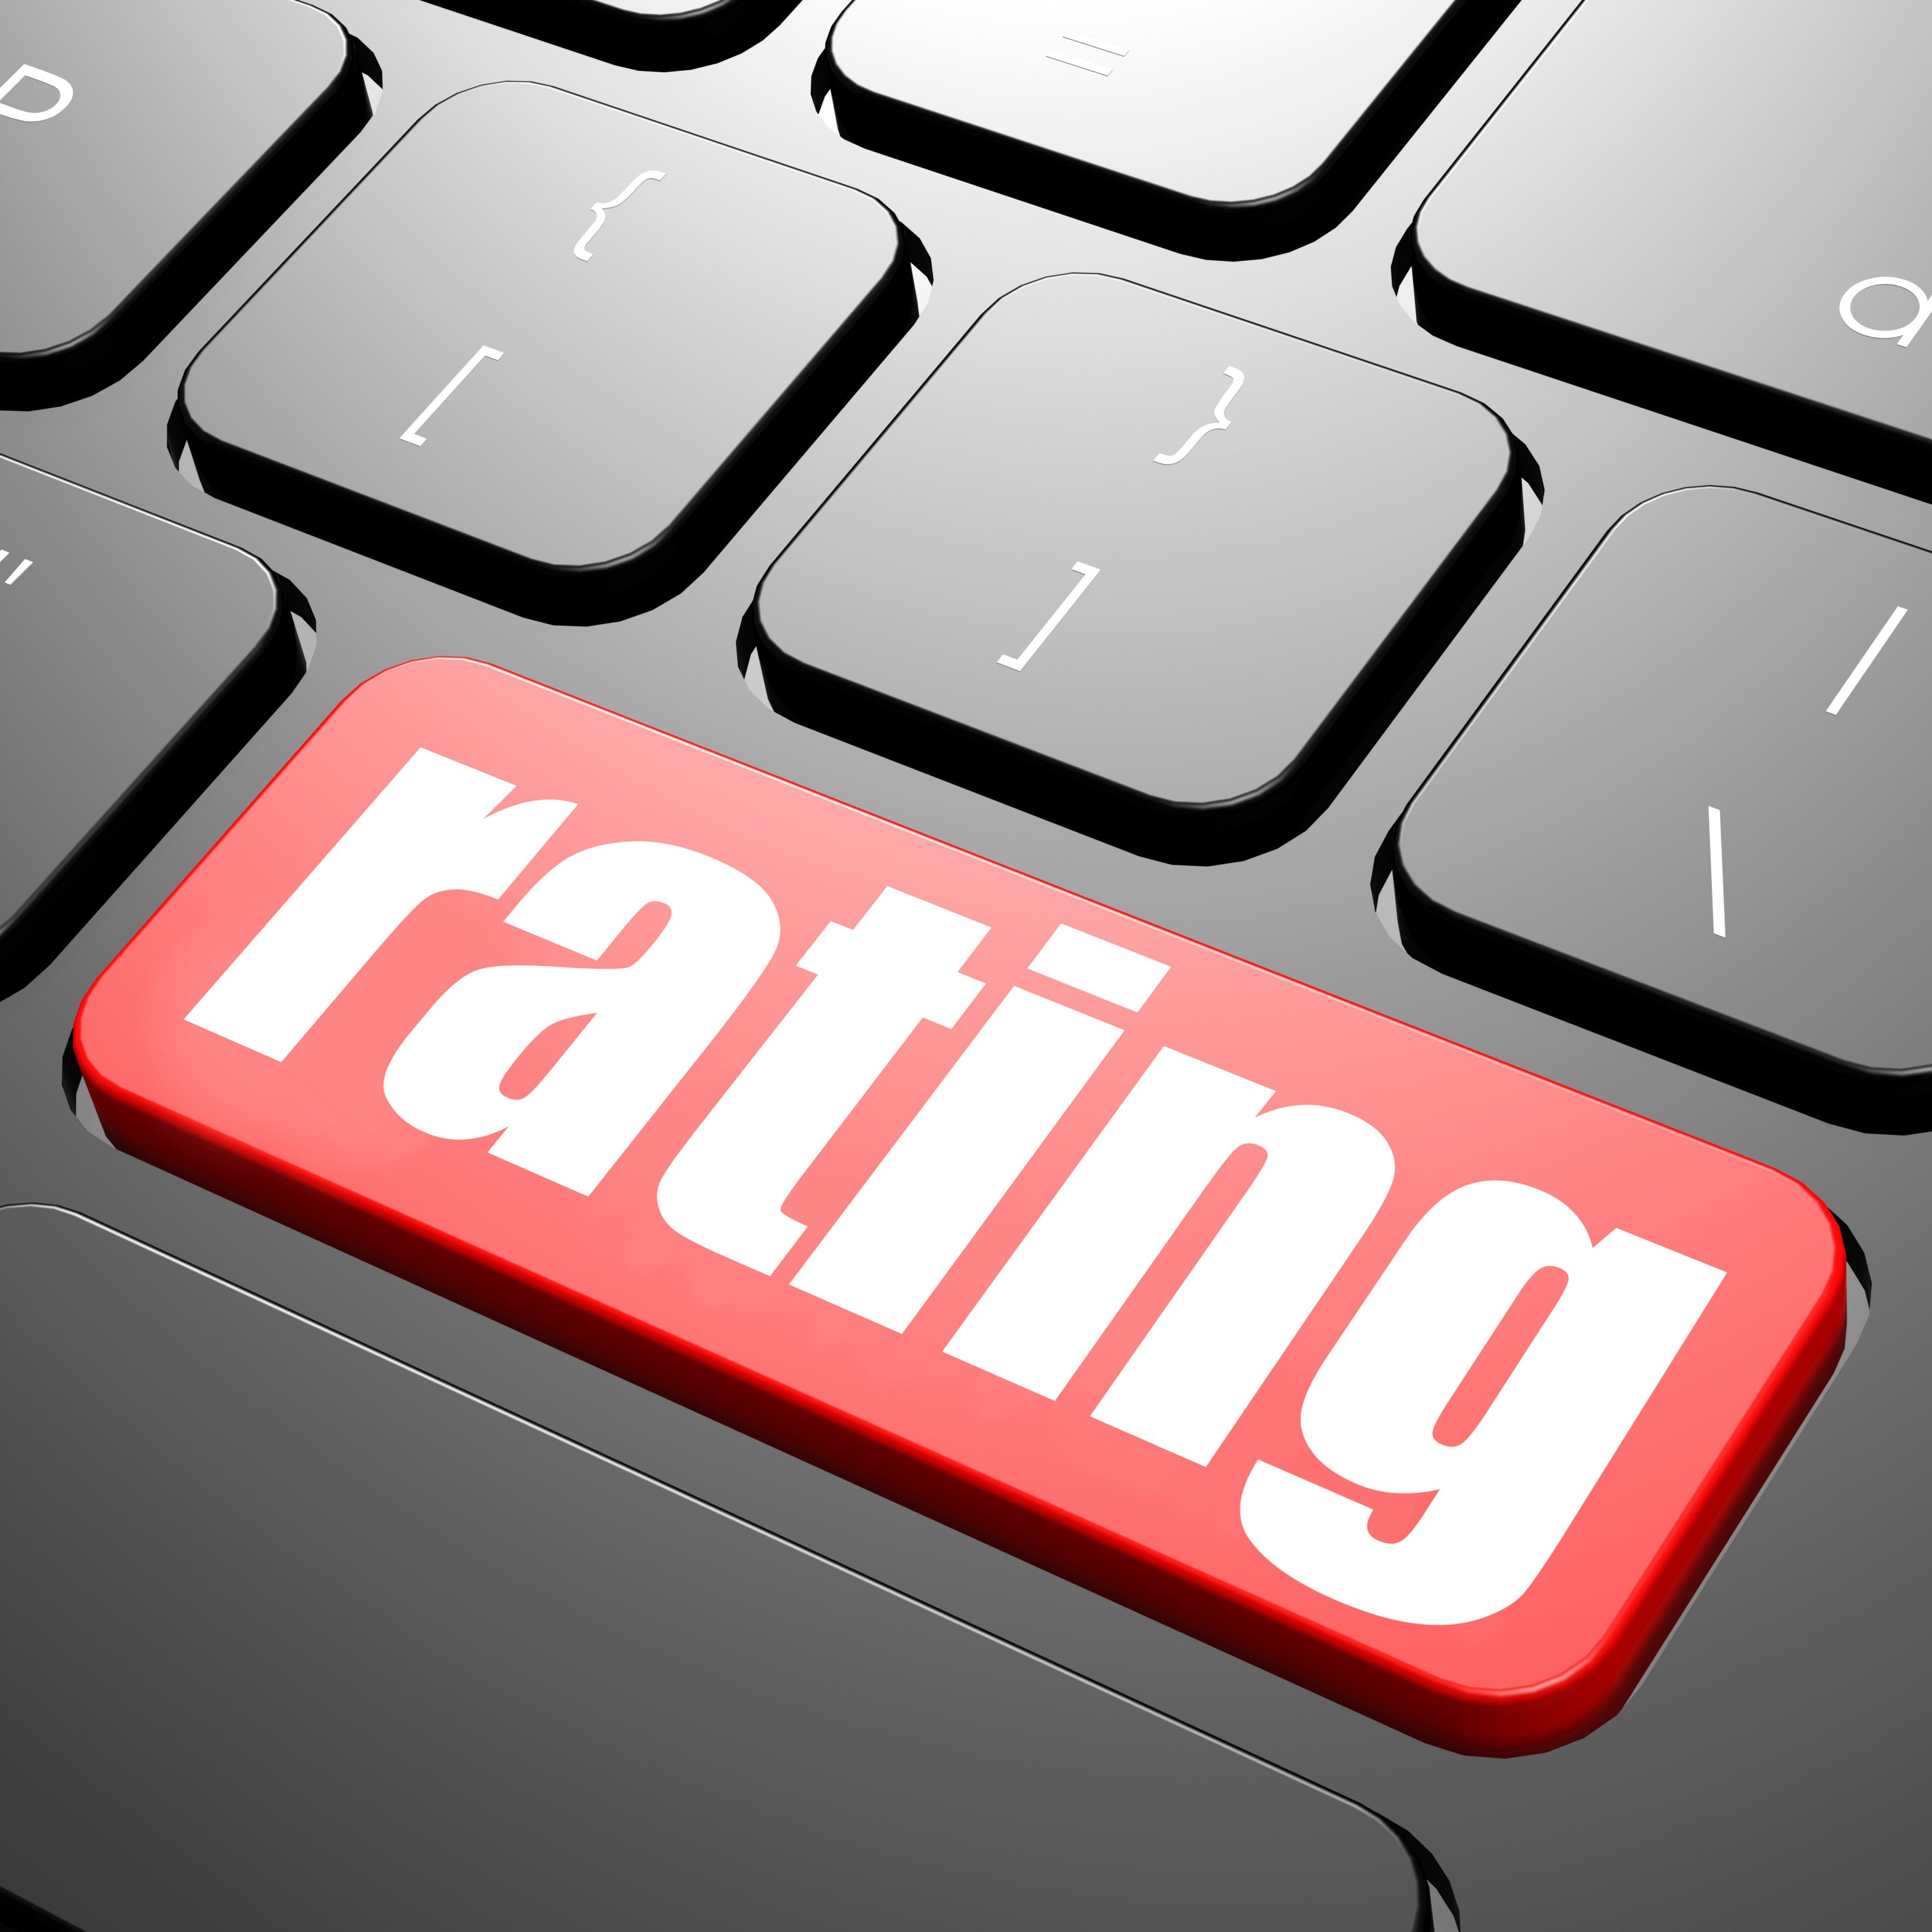 =
P
{
[
}
]
a
"
|
\
rating